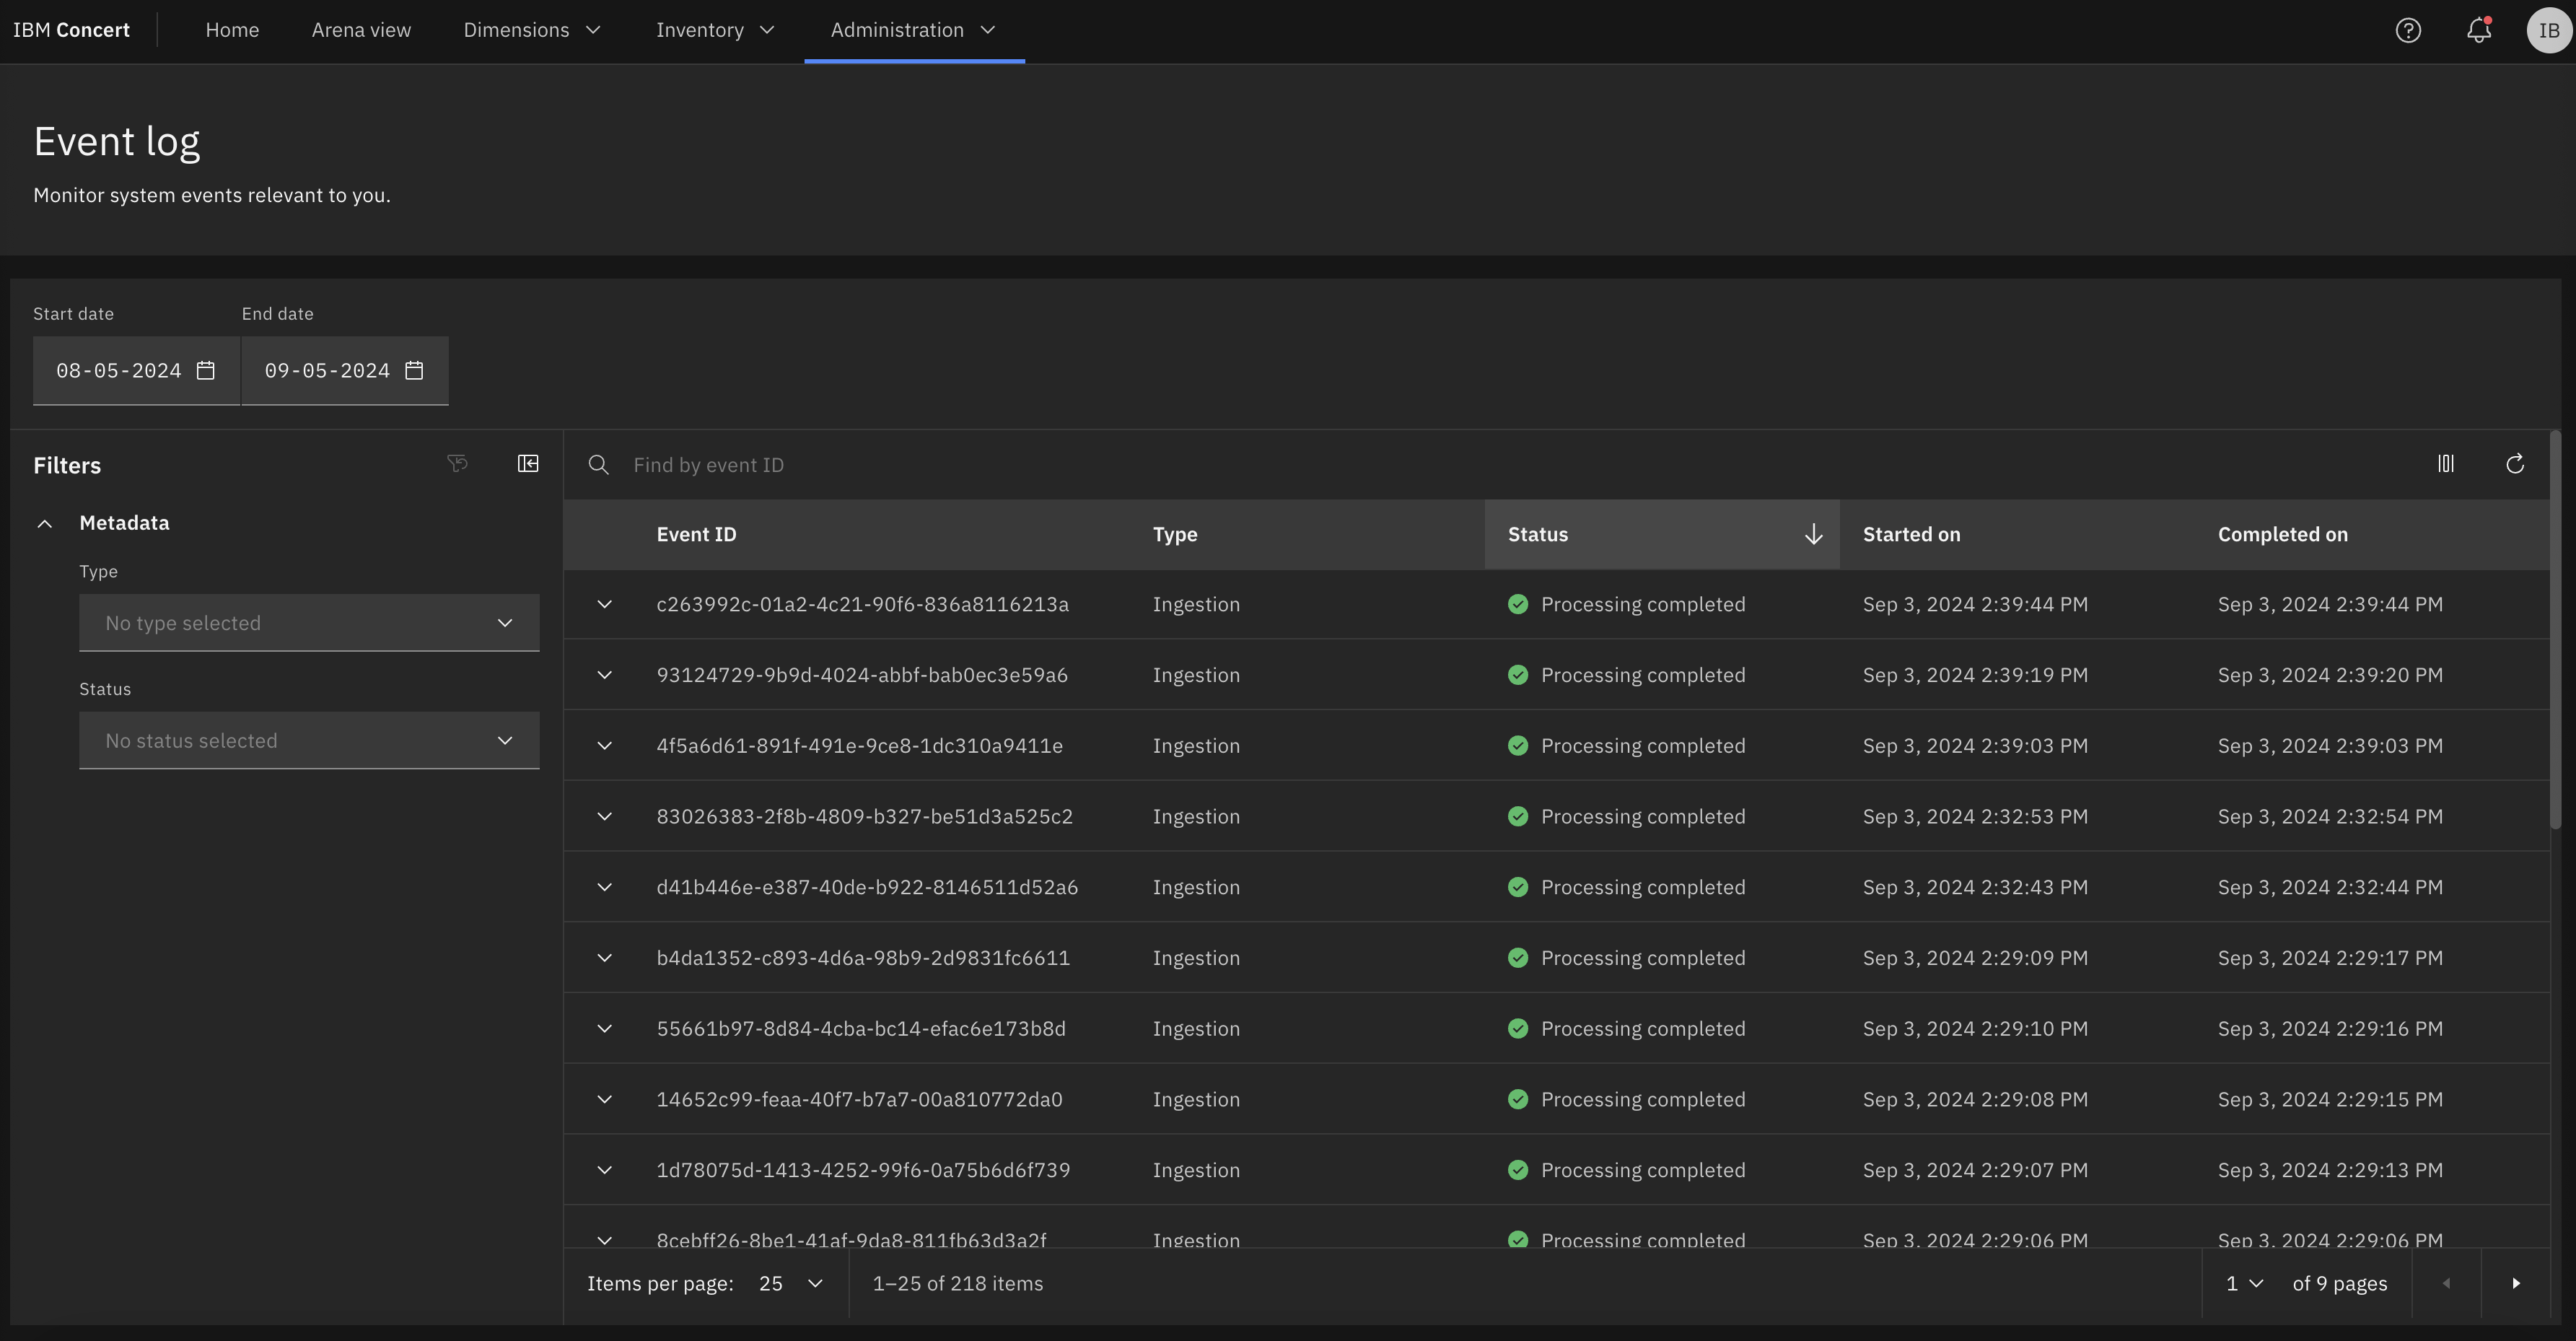 IBM Concert Home Arena view Dimensions Inventory Administration IB
Event log
Monitor system events relevant to you.
Start date End date
08-05-2024 09-05-2024
Filters
Find by event ID
Metadata
Type
No type selected
Status
No status selected
Event ID Type Status Started on Completed on
c263992c-01a2-4c21-90f6-836a8116213a Ingestion Processing completed Sep 3, 2024 2:39:44 PM Sep 3, 2024 2:39:44 PM
93124729-9b9d-4024-abbf-bab0ec3e59a6 Ingestion Processing completed Sep 3, 2024 2:39:19 PM Sep 3, 2024 2:39:20 PM
4f5a6d61-891f-491e-9ce8-1dc310a9411e Ingestion Processing completed Sep 3, 2024 2:39:03 PM Sep 3, 2024 2:39:03 PM
83026383-2f8b-4809-b327-be51d3a525c2 Ingestion Processing completed Sep 3, 2024 2:32:53 PM Sep 3, 2024 2:32:54 PM
d41b446e-e387-40de-b922-8146511d52a6 Ingestion Processing completed Sep 3, 2024 2:32:43 PM Sep 3, 2024 2:32:44 PM
b4da1352-c893-4d6a-98b9-2d9831fc6611 Ingestion Processing completed Sep 3, 2024 2:29:09 PM Sep 3, 2024 2:29:17 PM
55661b97-8d84-4cba-bc14-efac6e173b8d Ingestion Processing completed Sep 3, 2024 2:29:10 PM Sep 3, 2024 2:29:16 PM
14652c99-feaa-40f7-b7a7-00a810772da0 Ingestion Processing completed Sep 3, 2024 2:29:08 PM Sep 3, 2024 2:29:15 PM
1d78075d-1413-4252-99f6-0a75b6d6f739 Ingestion Processing completed Sep 3, 2024 2:29:07 PM Sep 3, 2024 2:29:13 PM
8cebff26-8be1-41af-9da8-811fb63d3a2f Ingestion Processing completed Sep 3, 2024 2:29:06 PM Sep 3, 2024 2:29:06 PM
Items per page: 25 1–25 of 218 items 1 of 9 pages